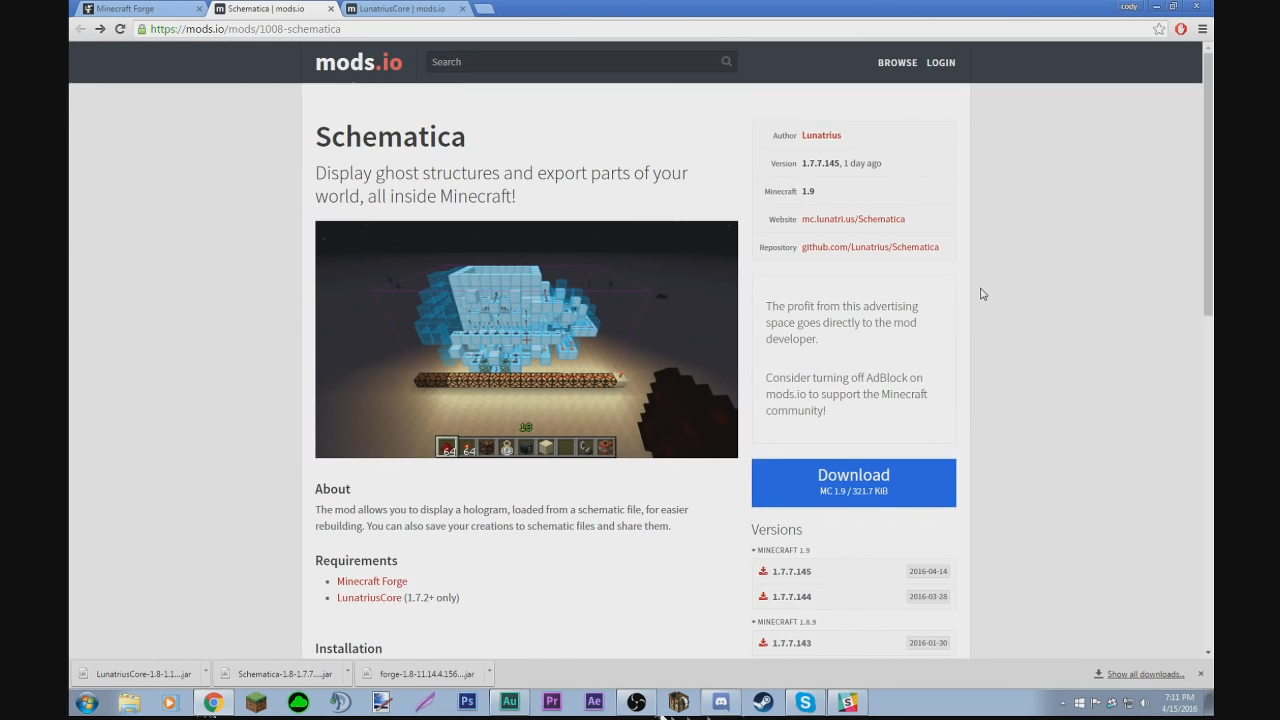 Minecraft Forge
Schematica | mods.io
LunatriusCore | mods.io
cody
https://mods.io/mods/1008-schematica
mods.io
Search
BROWSE
LOGIN
Schematica
Display ghost structures and export parts of your
world, all inside Minecraft!
18
64
64
About
The mod allows you to display a hologram, loaded from a schematic file, for easier
rebuilding. You can also save your creations to schematic files and share them.
Requirements
Minecraft Forge
LunatriusCore (1.7.2+ only)
Installation
Author Lunatrius
Version 1.7.7.145, 1 day ago
Minecraft 1.9
Website mc.lunatri.us/Schematica
Repository github.com/Lunatrius/Schematica
The profit from this advertising
space goes directly to the mod
developer.
Consider turning off AdBlock on
mods.io to support the Minecraft
community!
Download
MC 1.9 / 321.7 KiB
Versions
MINECRAFT 1.9
1.7.7.145 2016-04-14
1.7.7.144 2016-03-28
MINECRAFT 1.8.9
1.7.7.143 2016-01-30
LunatriusCore-1.8-1.1....jar
Schematica-1.8-1.7.7....jar
forge-1.8-11.14.4.156....jar
Show all downloads...
Ps
Au
Pr
Ae
7:11 PM
4/15/2016